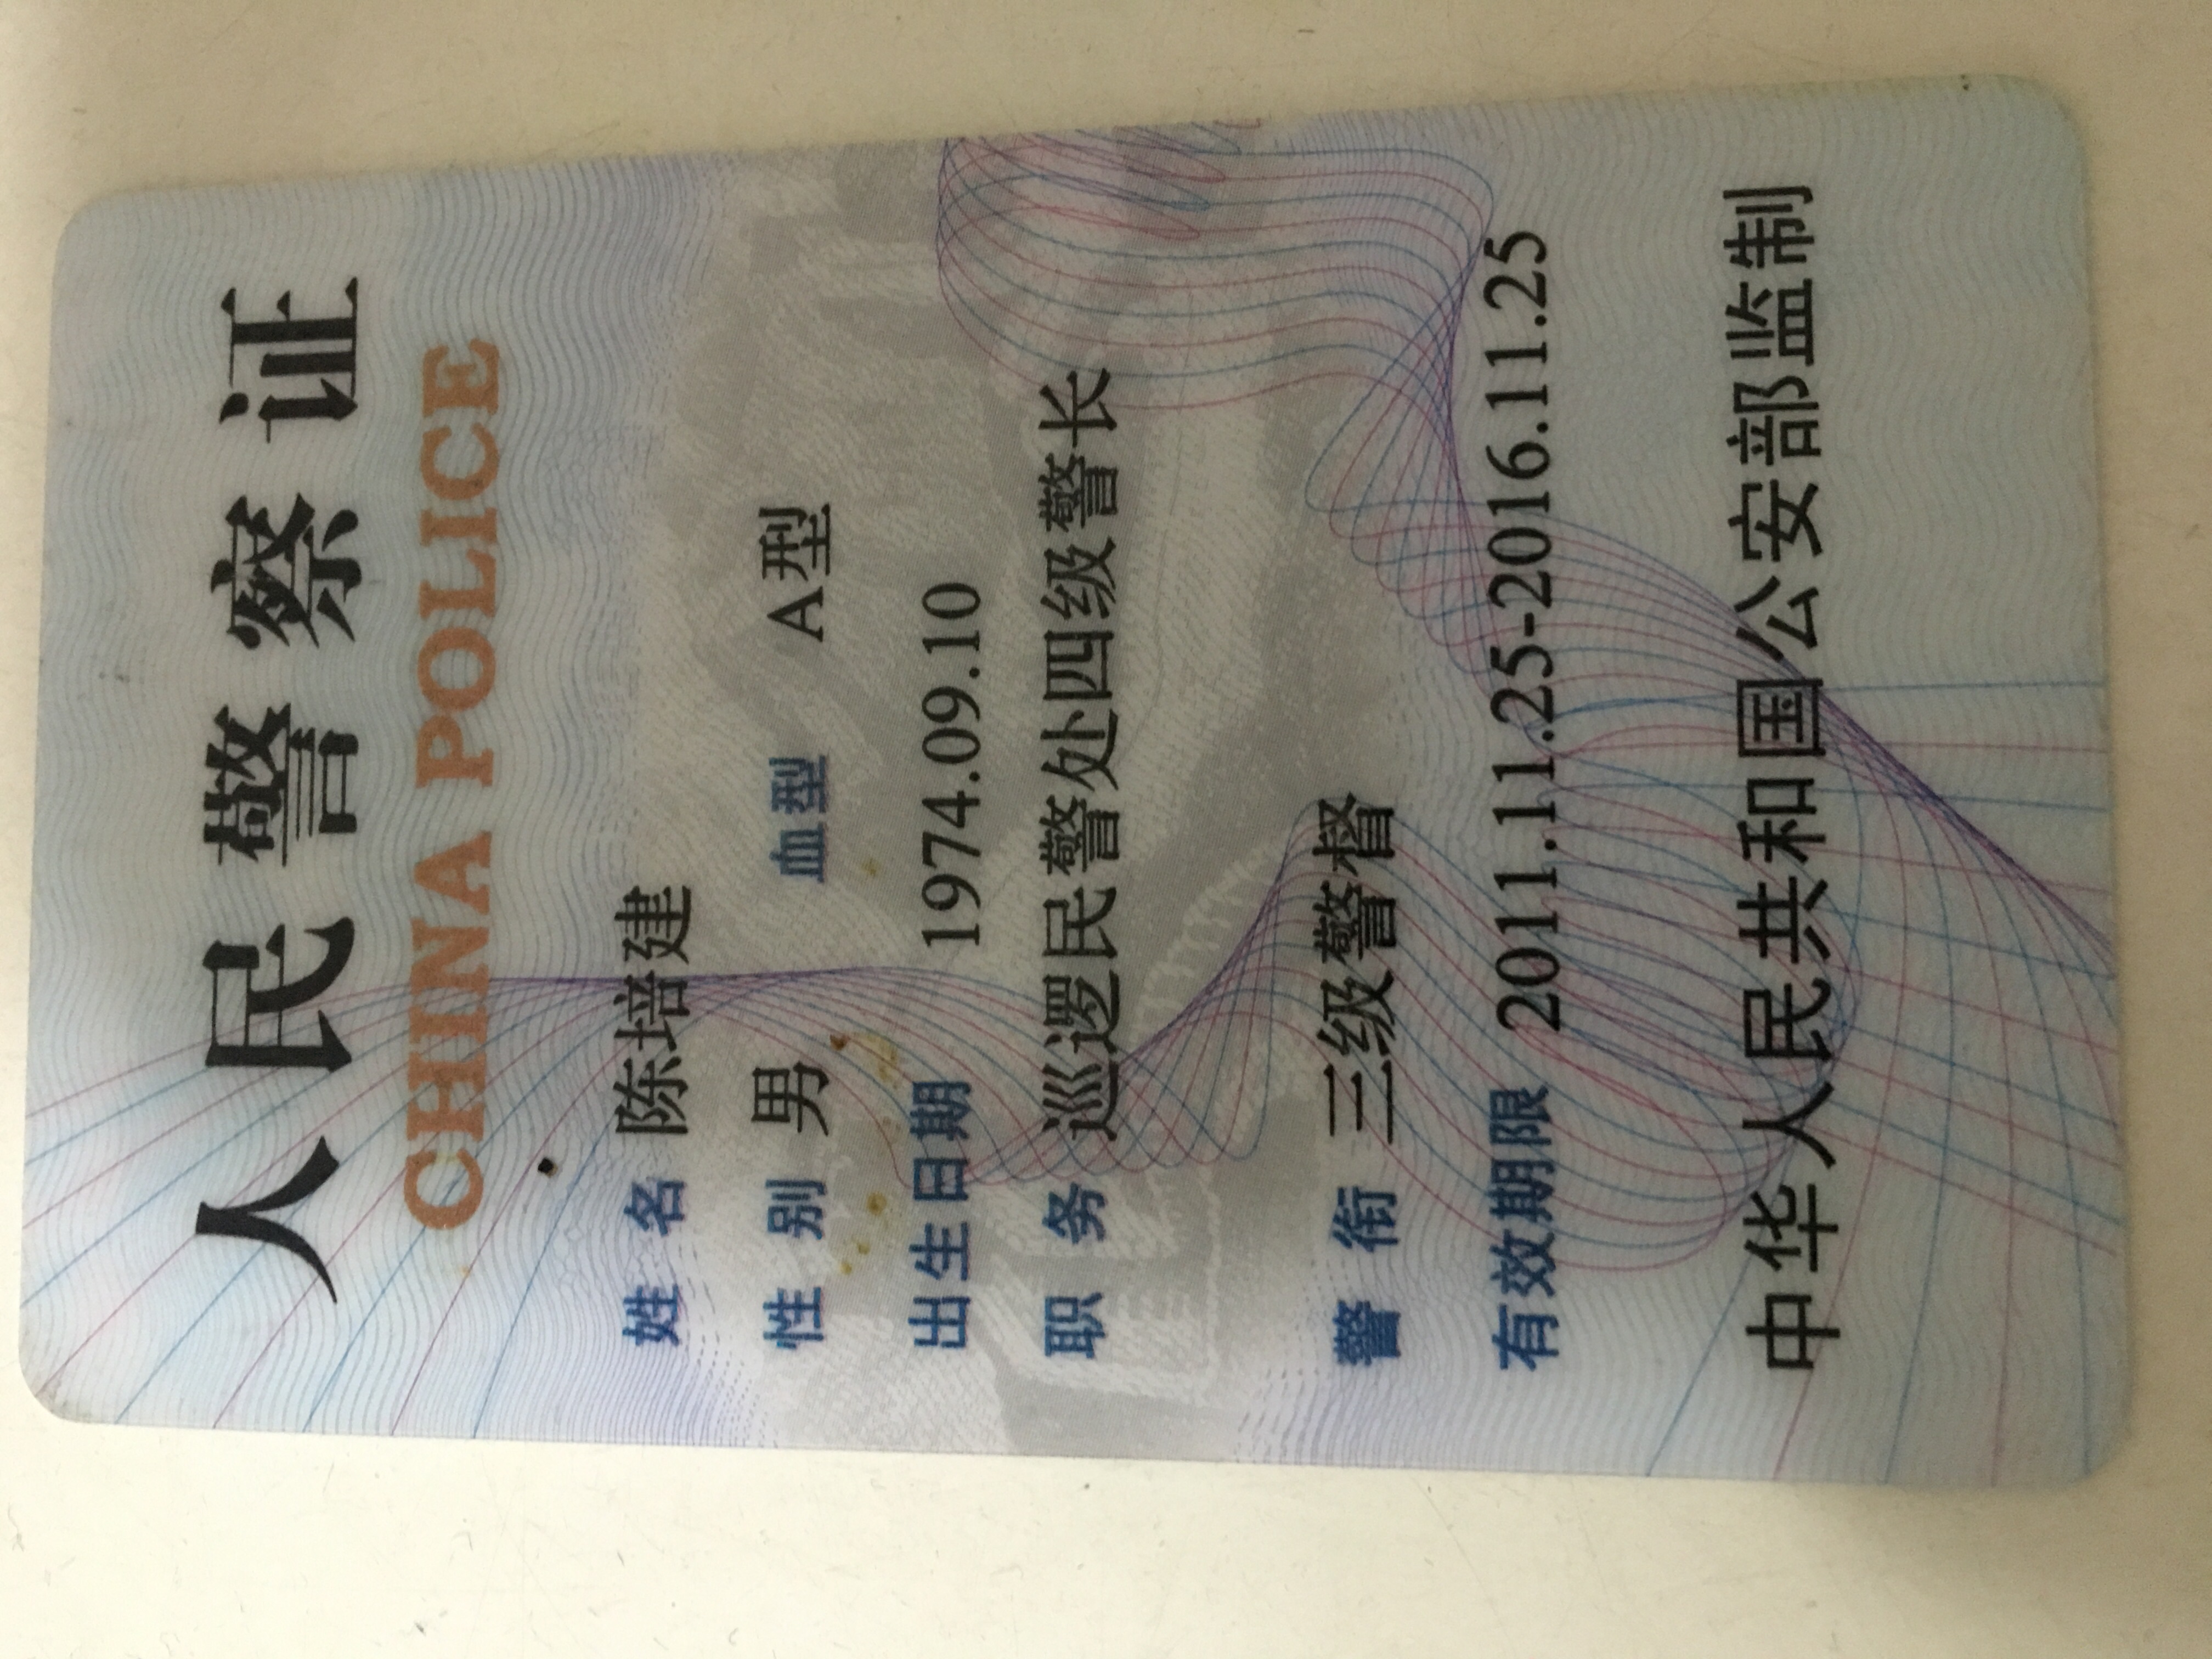 人民警察证
CHINA POLICE
姓 名 陈培建
性 别 男 血型 A型
出生日期 1974.09.10
职 务 巡逻民警处四级警长
警 衔 三级警督
有效期限 2011.11.25-2016.11.25
中华人民共和国公安部监制